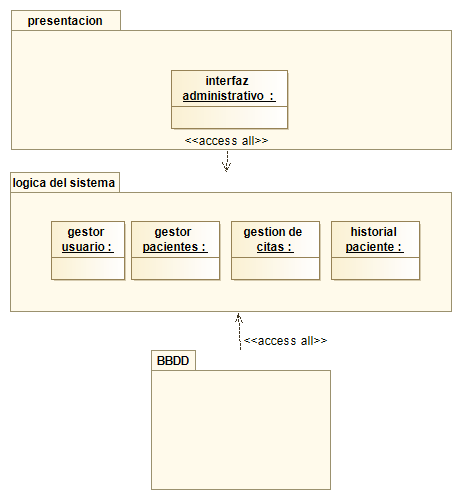 presentacion
interfaz
administrativo :
<<access all>>
logica del sistema
gestor
usuario :
gestor
pacientes :
gestion de
citas :
historial
paciente :
<<access all>>
BBDD